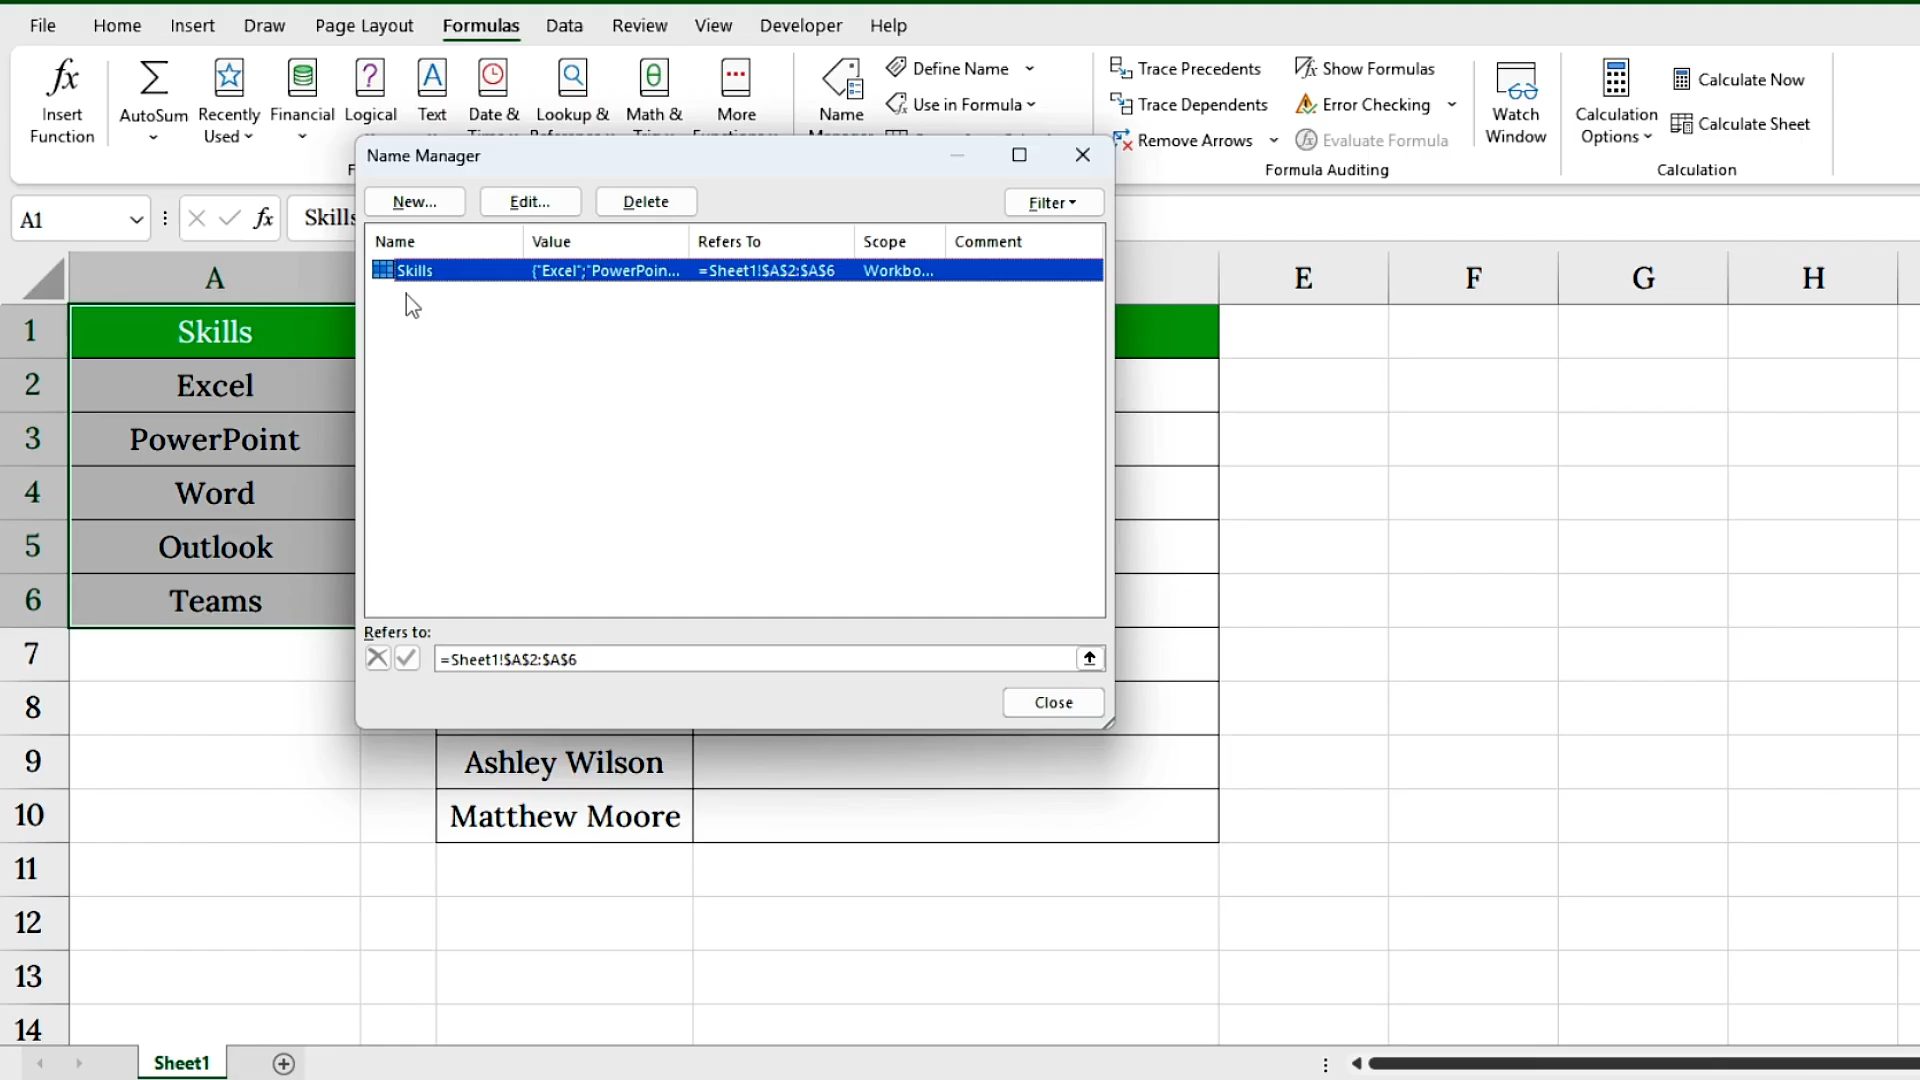 File Home Insert Draw Page Layout Formulas Data Review View Developer Help
fx
Insert
Function
AutoSum
Recently
Used
Financial
Logical
Text
Date &
Lookup &
Math &
More
Name
Define Name
Use in Formula
Trace Precedents
Trace Dependents
Remove Arrows
Show Formulas
Error Checking
Evaluate Formula
Formula Auditing
Watch
Window
Calculation
Options
Calculate Now
Calculate Sheet
Calculation
A1 fx Skills
Name Manager
New... Edit... Delete Filter
Name Value Refers To Scope Comment
Skills {"Excel";"PowerPoin... =Sheet1!$A$2:$A$6 Workbo...
Refers to:
=Sheet1!$A$2:$A$6
Close
A E F G H
1 Skills
2 Excel
3 PowerPoint
4 Word
5 Outlook
6 Teams
7
8
9 Ashley Wilson
10 Matthew Moore
11
12
13
14
Sheet1